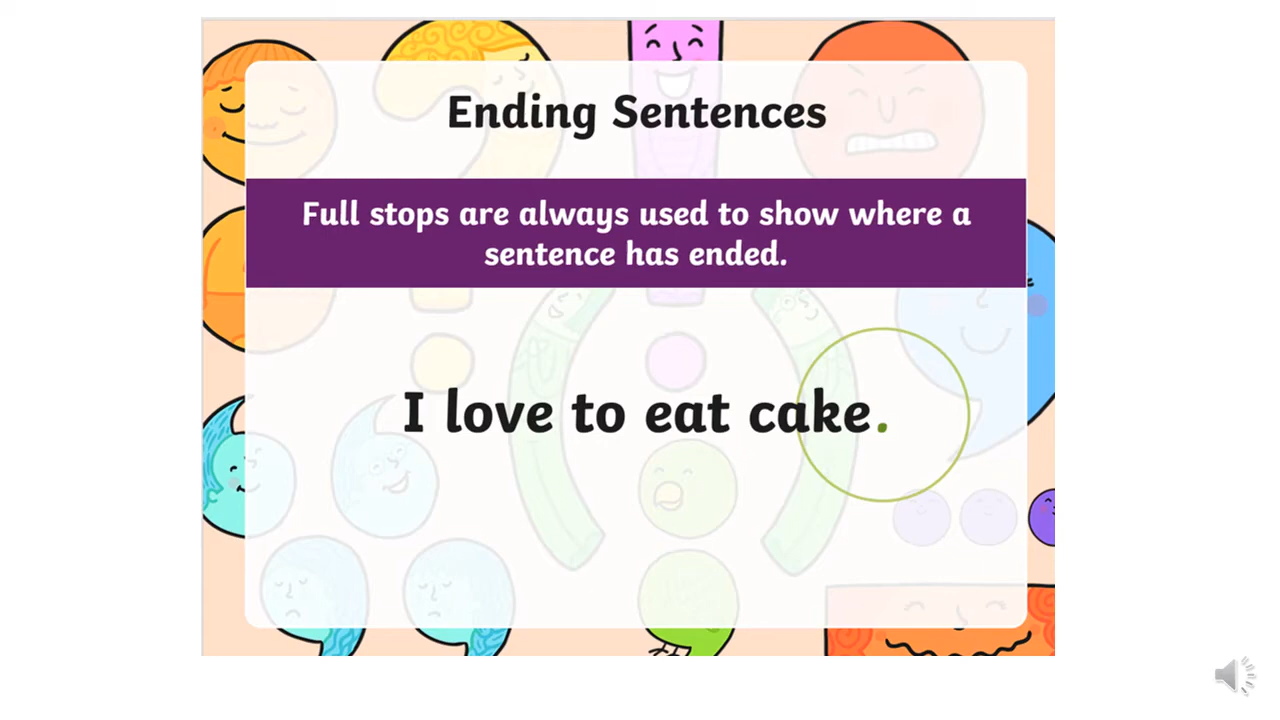 Ending Sentences
Full stops are always used to show where a
sentence has ended.
I love to eat cake.